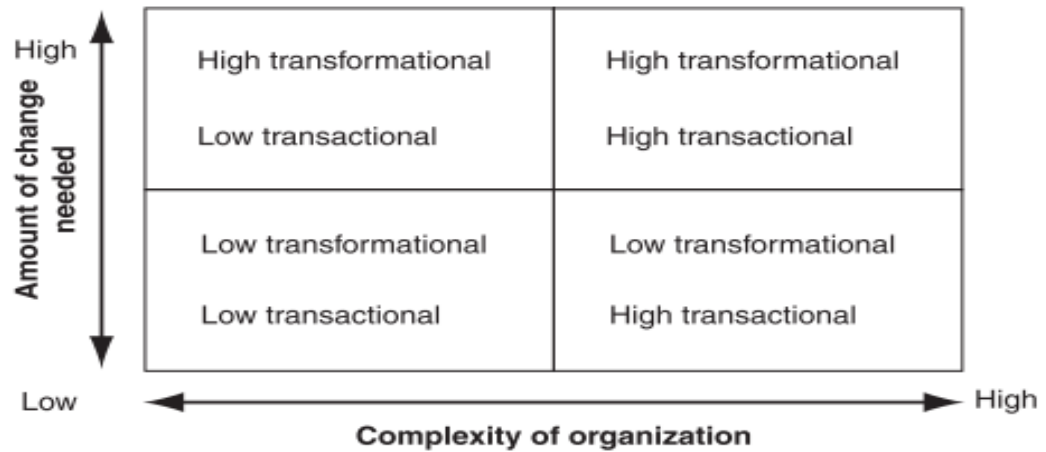 High
High transformational
High transformational
Low transactional
High transactional
Amount of change
needed
Low transformational
Low transformational
Low transactional
High transactional
Low
High
Complexity of organization